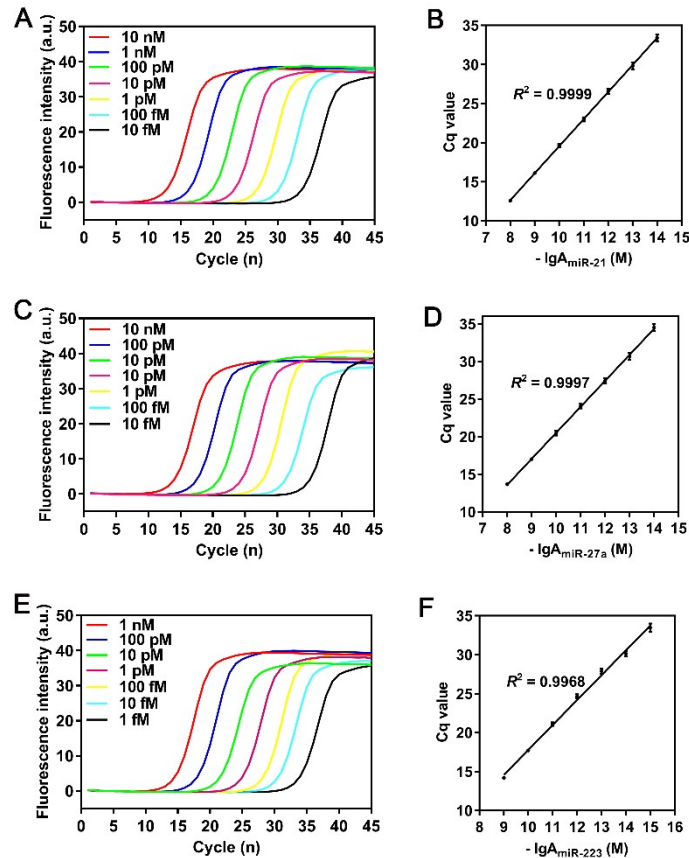 A
Fluorescence intensity (a.u.)
50
40
30
20
10
0
10 nM
1 nM
100 pM
10 pM
1 pM
100 fM
10 fM
0 5 10 15 20 25 30 35 40 45
Cycle (n)
B
Cq value
35
30
25
20
15
10
R² = 0.9999
7 8 9 10 11 12 13 14 15
- lgA miR-21 (M)
C
Fluorescence intensity (a.u.)
50
40
30
20
10
0
10 nM
100 pM
10 pM
10 pM
1 pM
100 fM
10 fM
0 5 10 15 20 25 30 35 40 45
Cycle (n)
D
Cq value
35
30
25
20
15
10
R² = 0.9997
7 8 9 10 11 12 13 14 15
- lgA miR-27a (M)
E
Fluorescence intensity (a.u.)
50
40
30
20
10
0
1 nM
100 pM
10 pM
1 pM
100 fM
10 fM
1 fM
0 5 10 15 20 25 30 35 40 45
Cycle (n)
F
Cq value
35
30
25
20
15
10
R² = 0.9968
8 9 10 11 12 13 14 15 16
- lgA miR-223 (M)